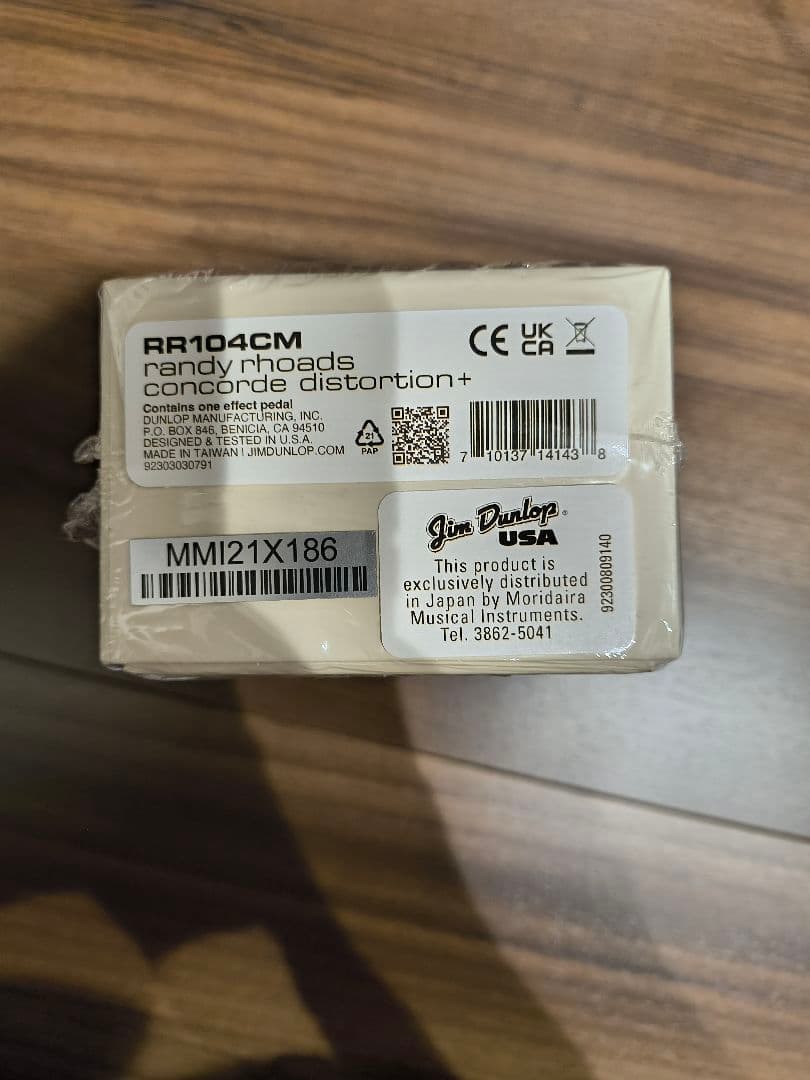 RR104CM
randy rhoads
concorde distortion+
Contains one effect pedal
DUNLOP MANUFACTURING, INC.
P.O. BOX 846, BENICIA, CA 94510
DESIGNED & TESTED IN U.S.A.
MADE IN TAIWAN | JIMDUNLOP.COM
92303030791
CE
UK
CA
21
PAP
7 10137 14143 8
MMI21X186
Jim Dunlop®
USA
This product is
exclusively distributed
in Japan by Moridaira
Musical Instruments.
Tel. 3862-5041
92300809140